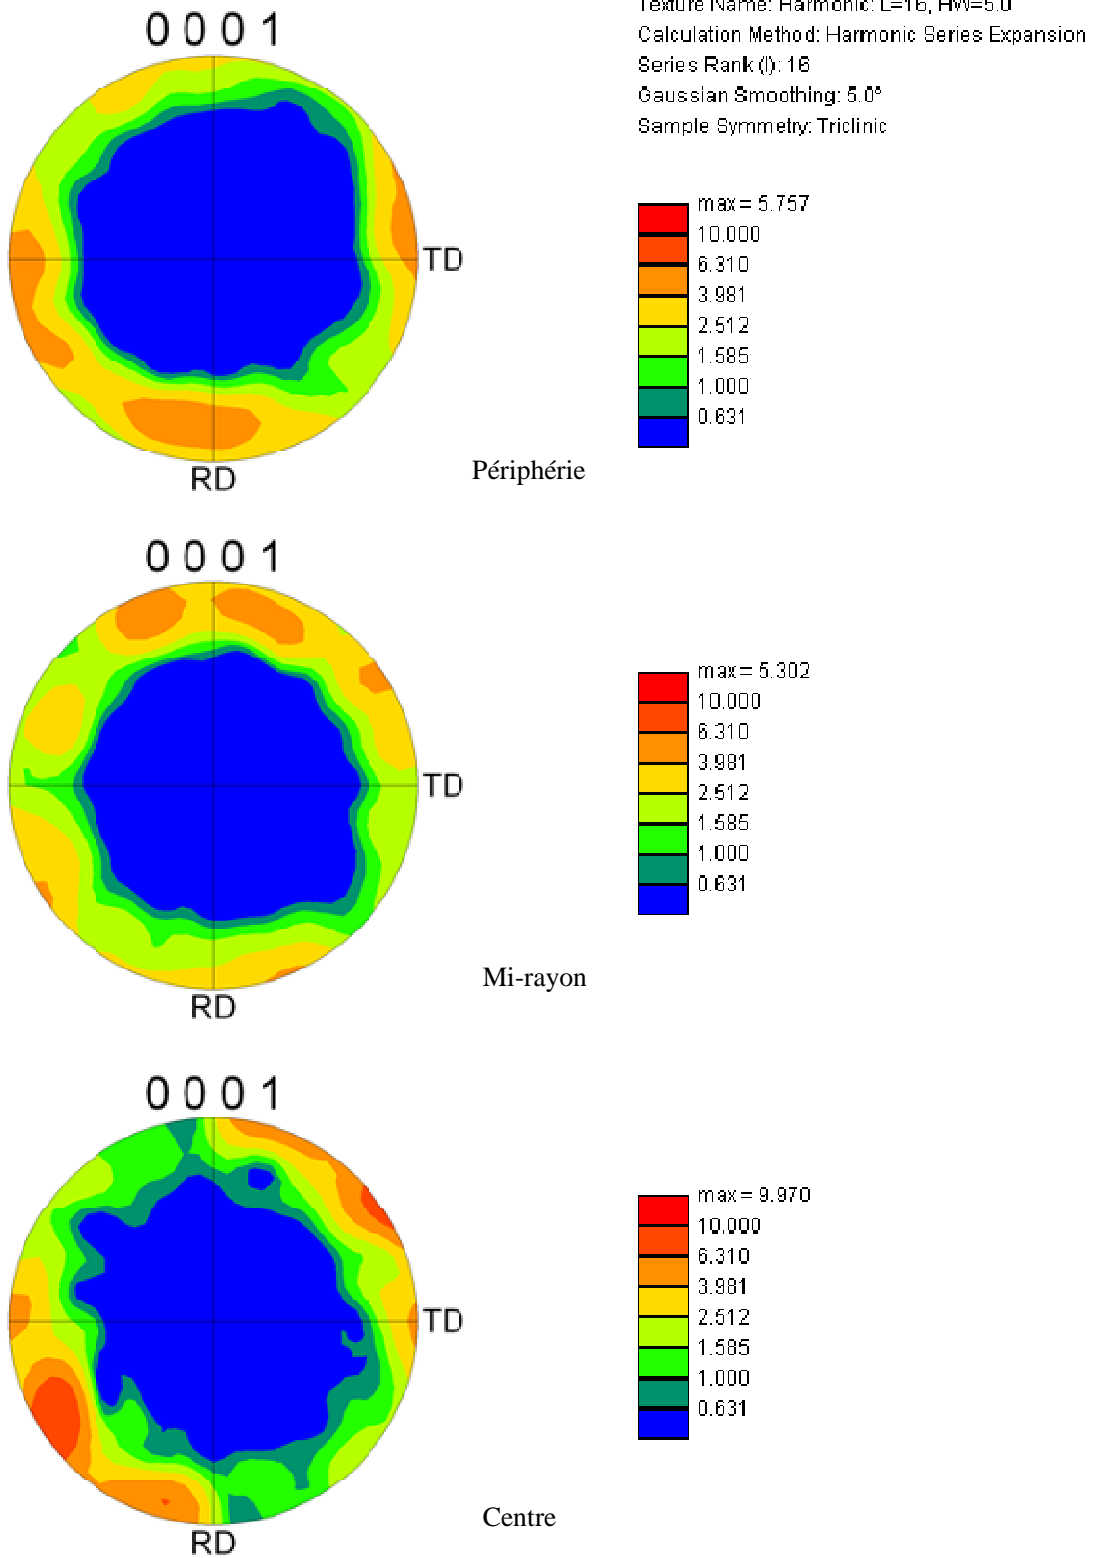 Texture Name: Harmonic: L=16, HW=5.0
Calculation Method: Harmonic Series Expansion
Series Rank (l): 16
Gaussian Smoothing: 5.0°
Sample Symmetry: Triclinic
0 0 0 1
TD
RD
max = 5.757
10.000
6.310
3.981
2.512
1.585
1.000
0.631
Périphérie
0 0 0 1
TD
RD
max = 5.302
10.000
6.310
3.981
2.512
1.585
1.000
0.631
Mi-rayon
0 0 0 1
TD
RD
max = 9.970
10.000
6.310
3.981
2.512
1.585
1.000
0.631
Centre